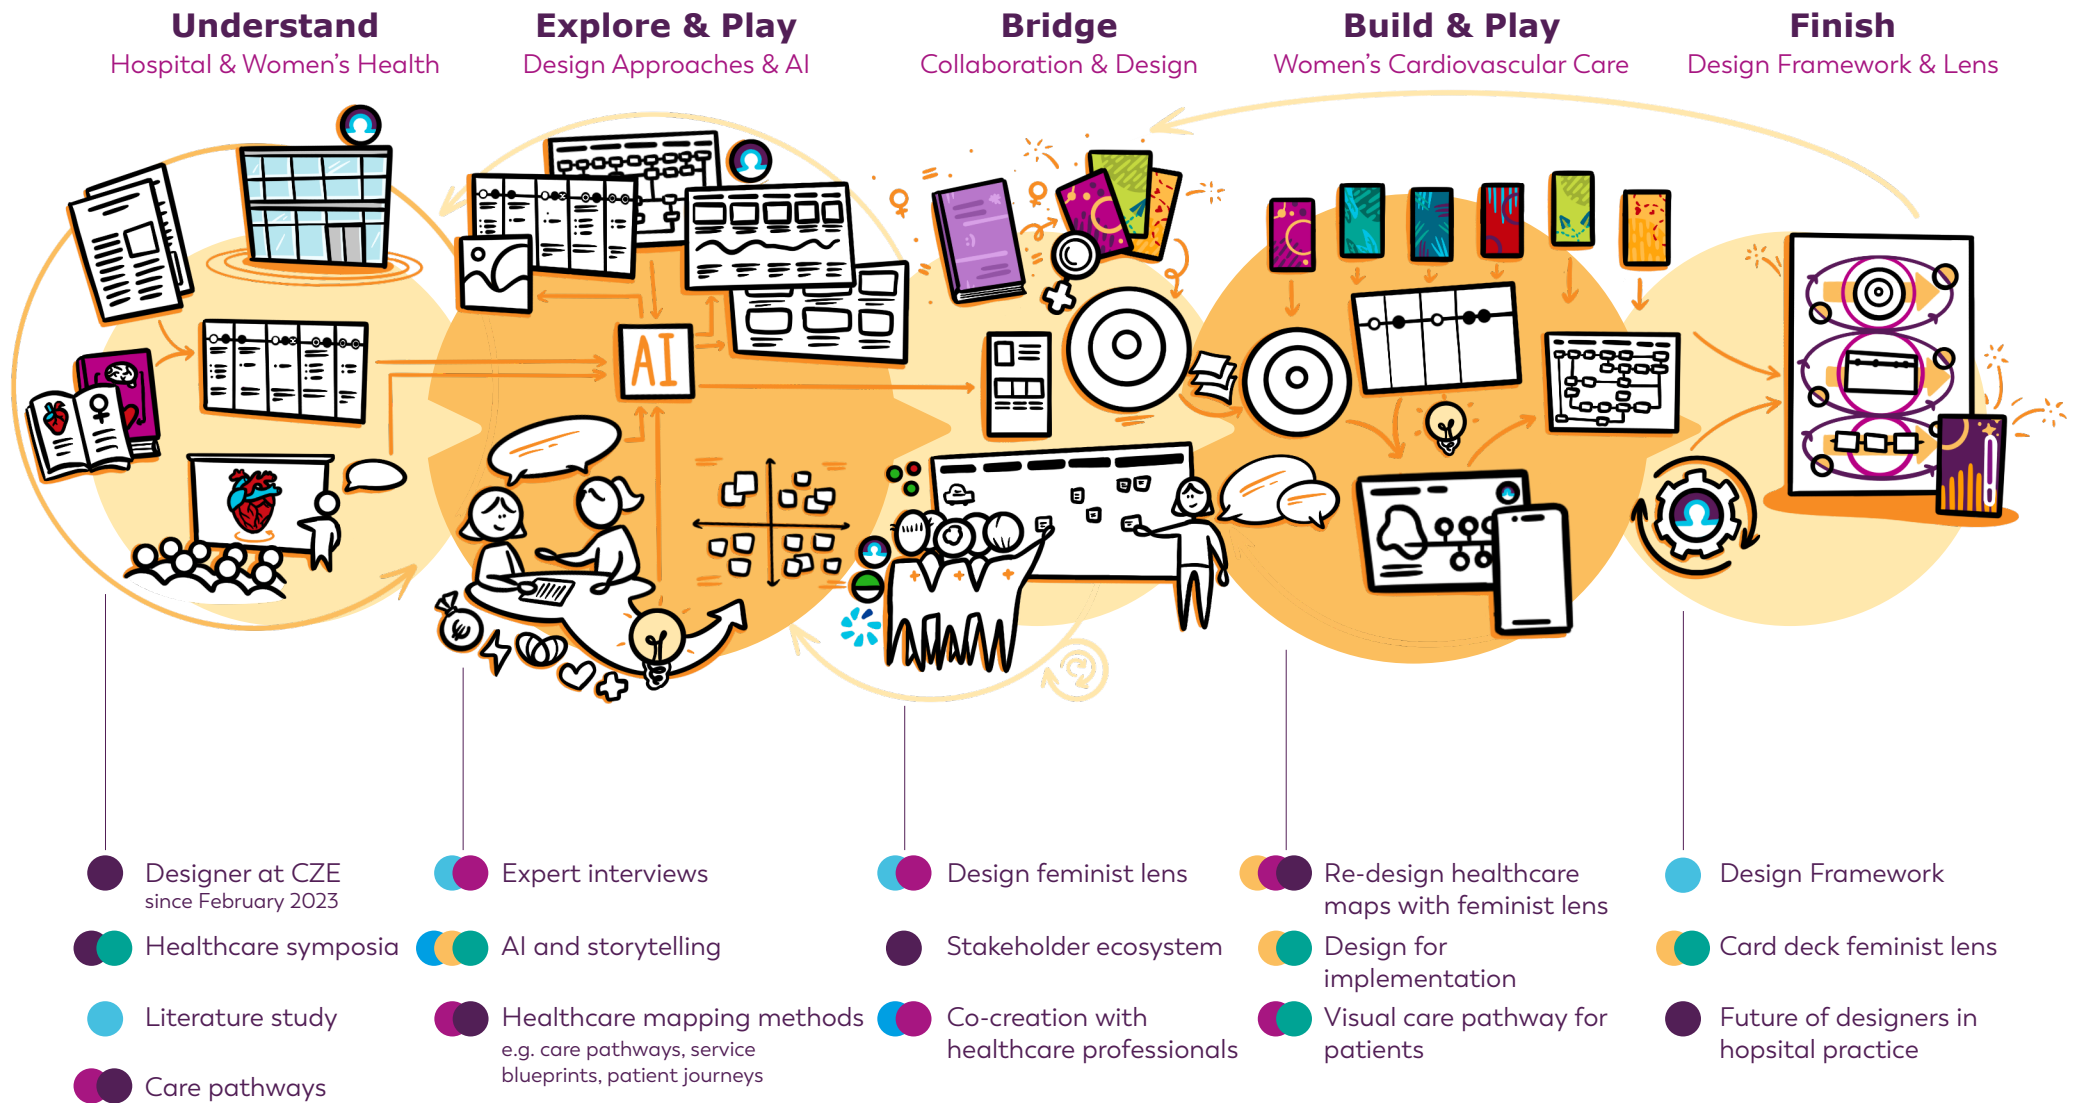 Understand
Hospital & Women's Health
Explore & Play
Design Approaches & AI
Bridge
Collaboration & Design
Build & Play
Women's Cardiovascular Care
Finish
Design Framework & Lens
AI
Designer at CZE
since February 2023
Healthcare symposia
Literature study
Care pathways
Expert interviews
AI and storytelling
Healthcare mapping methods
e.g. care pathways, service
blueprints, patient journeys
Design feminist lens
Stakeholder ecosystem
Co-creation with
healthcare professionals
Re-design healthcare
maps with feminist lens
Design for
implementation
Visual care pathway for
patients
Design Framework
Card deck feminist lens
Future of designers in
hopsital practice